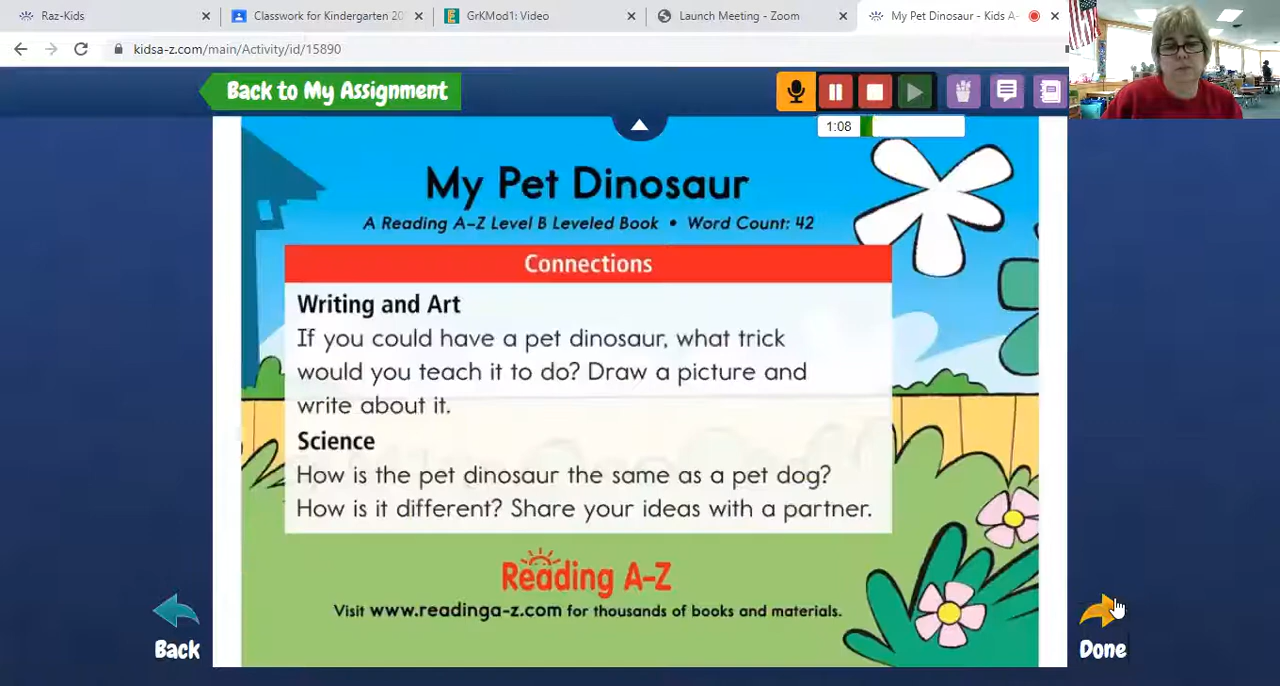 Raz-Kids
Classwork for Kindergarten 20
GrKMod1: Video
Launch Meeting - Zoom
My Pet Dinosaur - Kids A-
kidsa-z.com/main/Activity/id/15890
Back to My Assignment
1:08
My Pet Dinosaur
A Reading A-Z Level B Leveled Book • Word Count: 42
Connections
Writing and Art
If you could have a pet dinosaur, what trick
would you teach it to do? Draw a picture and
write about it.
Science
How is the pet dinosaur the same as a pet dog?
How is it different? Share your ideas with a partner.
Reading A-Z
Visit www.readinga-z.com for thousands of books and materials.
Back
Done